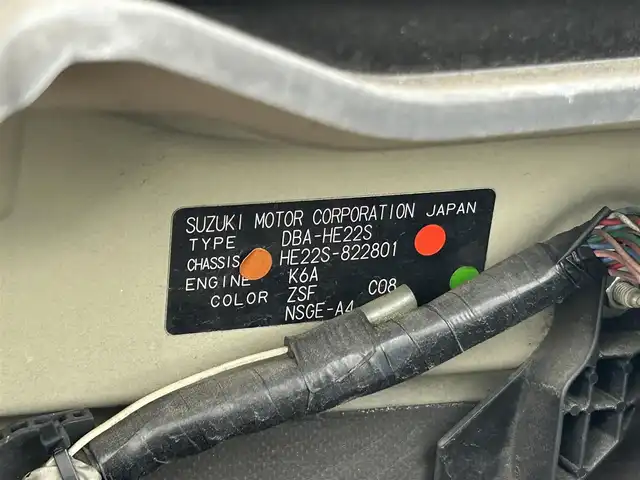 SUZUKI MOTOR CORPORATION JAPAN
TYPE DBA-HE22S
CHASSIS HE22S-822801
ENGINE K6A
COLOR ZSF C08
NSGE-A4